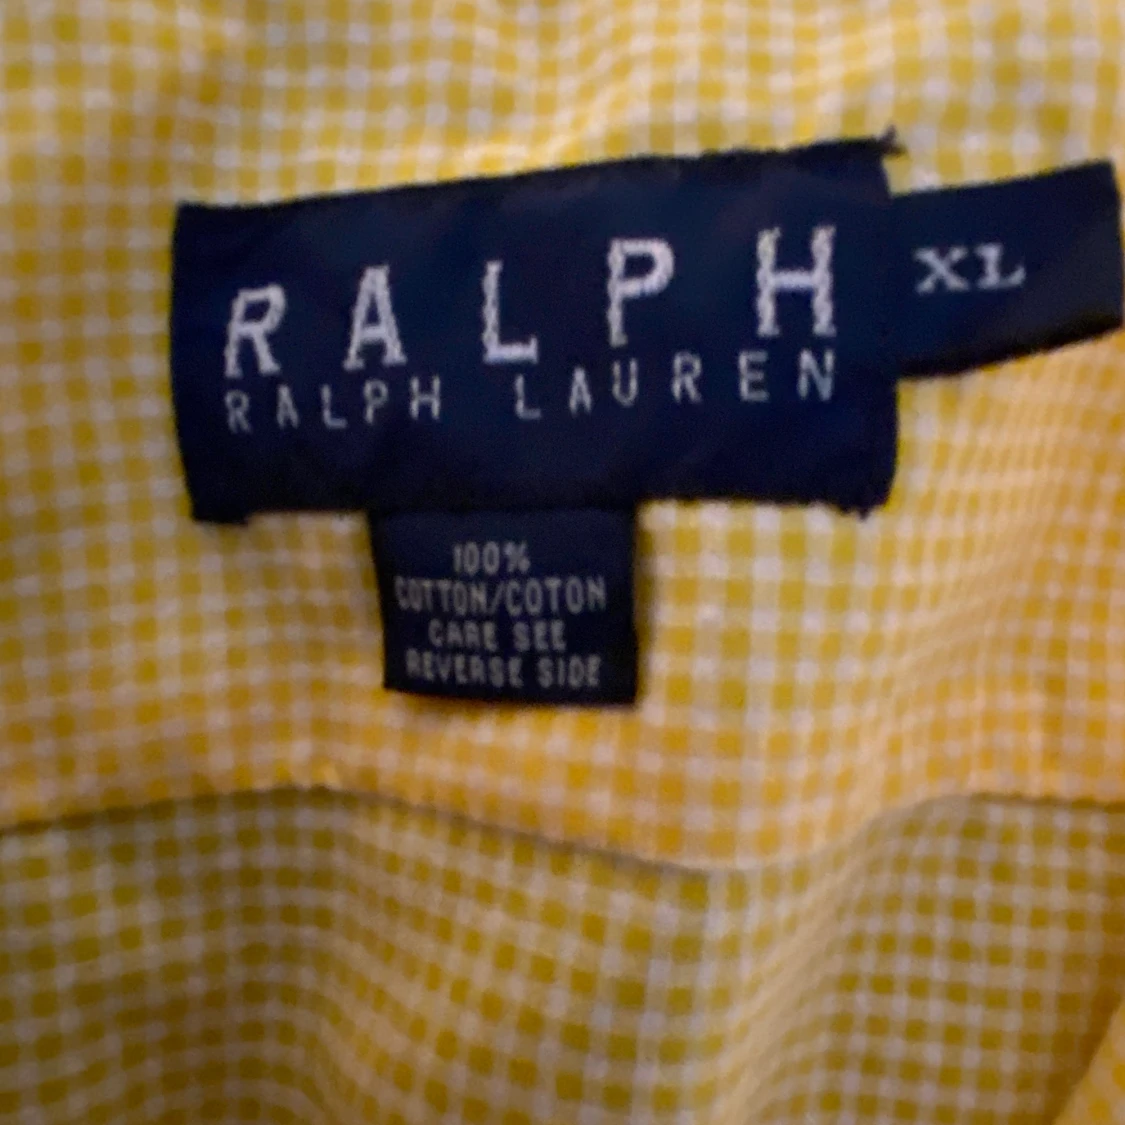 RALPH
RALPH LAUREN
XL
100%
COTTON/COTON
CARE SEE
REVERSE SIDE